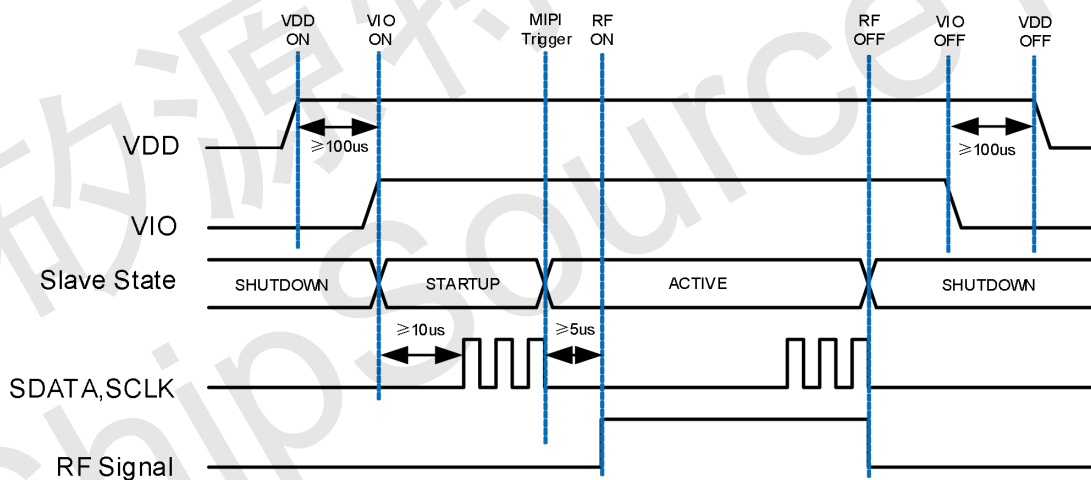 VDD ON
VIO ON
MIPI Trigger
RF ON
RF OFF
VIO OFF
VDD OFF
VDD
≥100us
≥100us
VIO
Slave State
SHUTDOWN
STARTUP
ACTIVE
SHUTDOWN
≥10us
≥5us
SDATA,SCLK
RF Signal
ChipSource